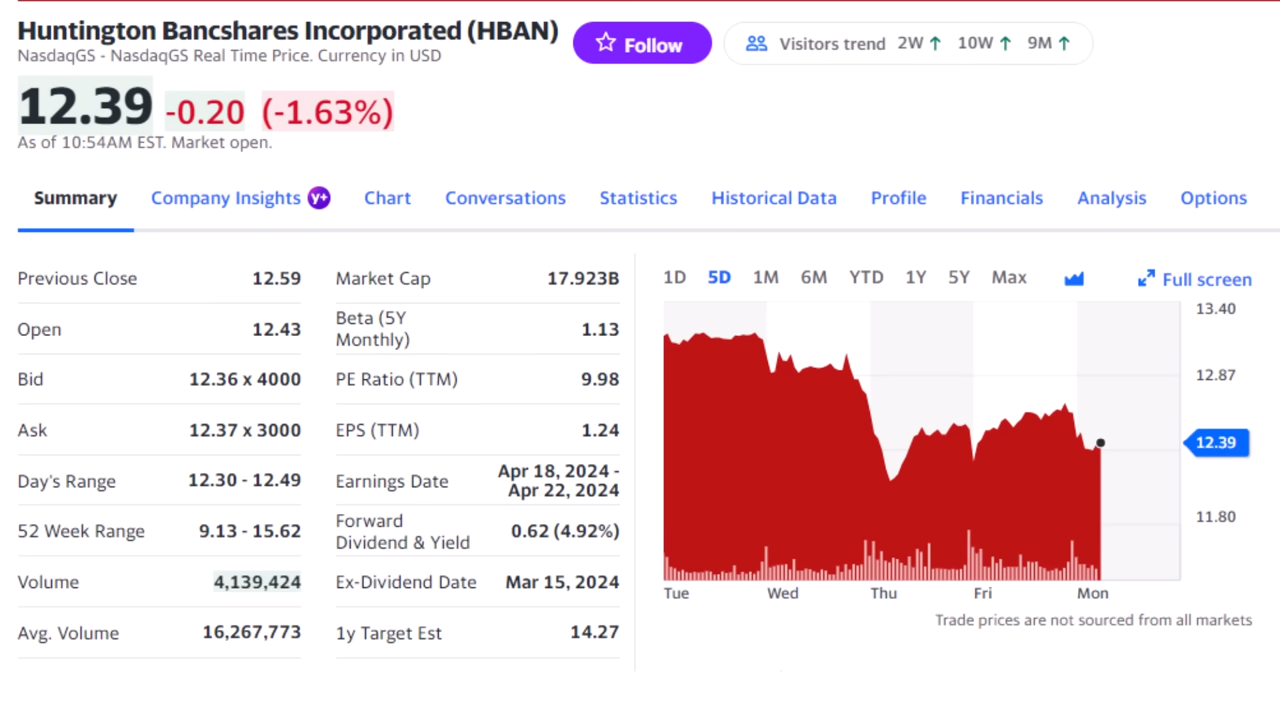 Huntington Bancshares Incorporated (HBAN)
Follow
Visitors trend 2W ↑ 10W ↑ 9M ↑
NasdaqGS - NasdaqGS Real Time Price. Currency in USD
12.39 -0.20 (-1.63%)
As of 10:54AM EST. Market open.
Summary Company Insights y+ Chart Conversations Statistics Historical Data Profile Financials Analysis Options
Previous Close 12.59
Open 12.43
Bid 12.36 x 4000
Ask 12.37 x 3000
Day's Range 12.30 - 12.49
52 Week Range 9.13 - 15.62
Volume 4,139,424
Avg. Volume 16,267,773
Market Cap 17.923B
Beta (5Y
Monthly) 1.13
PE Ratio (TTM) 9.98
EPS (TTM) 1.24
Earnings Date Apr 18, 2024 -
Apr 22, 2024
Forward
Dividend & Yield 0.62 (4.92%)
Ex-Dividend Date Mar 15, 2024
1y Target Est 14.27
1D 5D 1M 6M YTD 1Y 5Y Max Full screen
13.40
12.87
12.39
11.80
Tue Wed Thu Fri Mon
Trade prices are not sourced from all markets